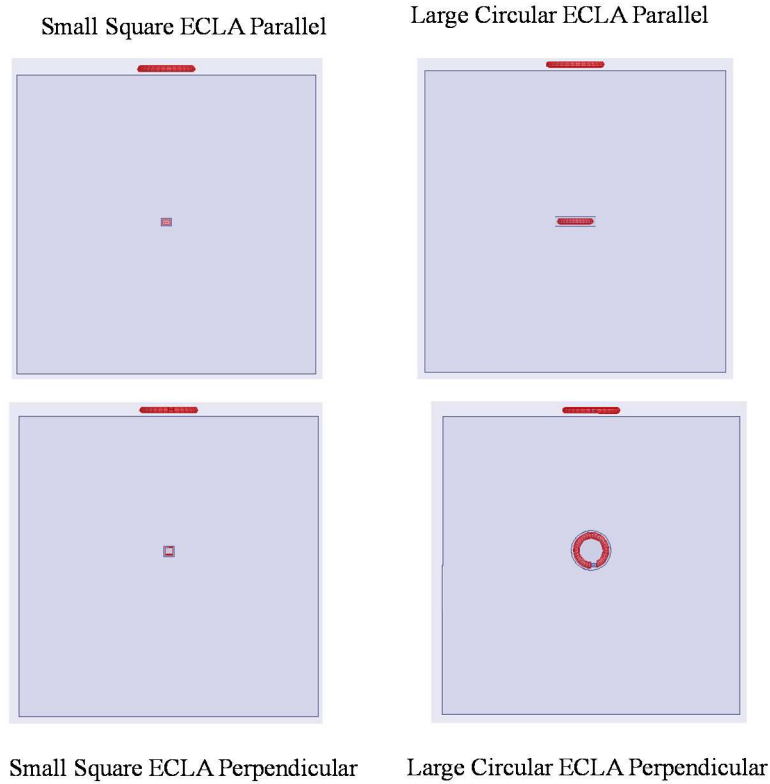 Small Square ECLA Parallel
Large Circular ECLA Parallel
Small Square ECLA Perpendicular
Large Circular ECLA Perpendicular